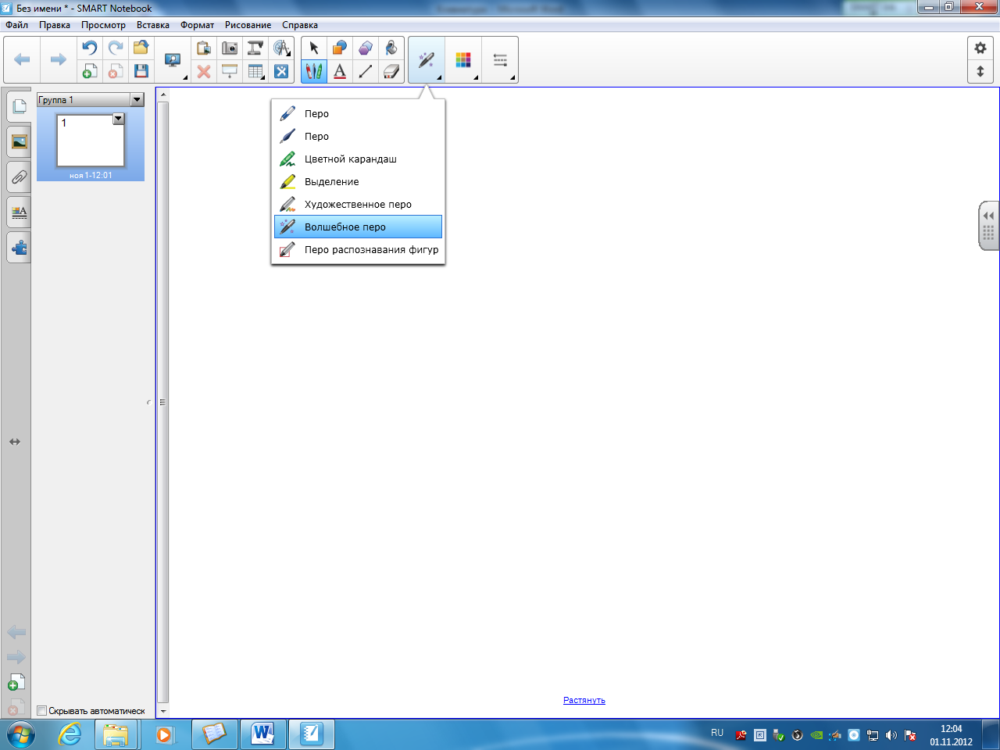 Без имени * - SMART Notebook
Файл Правка Просмотр Вставка Формат Рисование Справка
Группа 1
1
ноя 1-12:01
Перо
Перо
Цветной карандаш
Выделение
Художественное перо
Волшебное перо
Перо распознавания фигур
Растянуть
Скрывать автоматическ
RU
12:04
01.11.2012